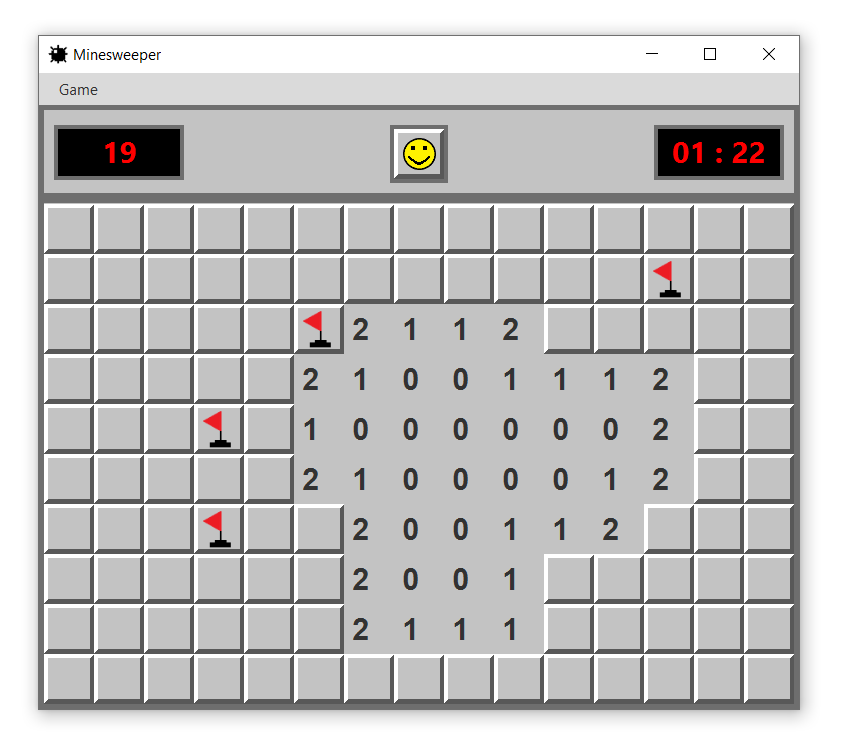 Minesweeper
Game
19 01 : 22
2 1 1 2
2 1 0 0 1 1 1 2
1 0 0 0 0 0 0 2
2 1 0 0 0 0 1 2
2 0 0 1 1 2
2 0 0 1
2 1 1 1